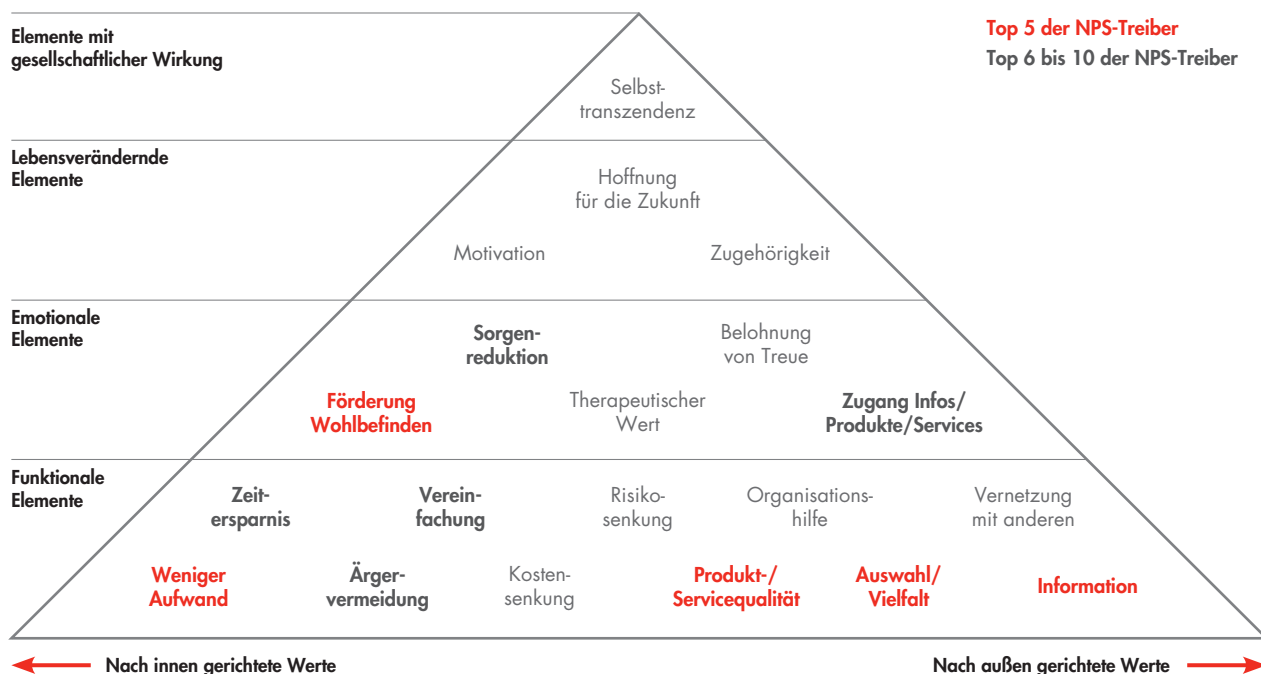 Elemente mit
gesellschaftlicher Wirkung
Top 5 der NPS-Treiber
Top 6 bis 10 der NPS-Treiber
Selbst-
transzendenz
Lebensverändernde
Elemente
Hoffnung
für die Zukunft
Motivation
Zugehörigkeit
Emotionale
Elemente
Sorgen-
reduktion
Belohnung
von Treue
Förderung
Wohlbefinden
Therapeutischer
Wert
Zugang Infos/
Produkte/Services
Funktionale
Elemente
Zeit-
ersparnis
Verein-
fachung
Risiko-
senkung
Organisations-
hilfe
Vernetzung
mit anderen
Weniger
Aufwand
Ärger-
vermeidung
Kosten-
senkung
Produkt-/
Servicequalität
Auswahl/
Vielfalt
Information
Nach innen gerichtete Werte
Nach außen gerichtete Werte